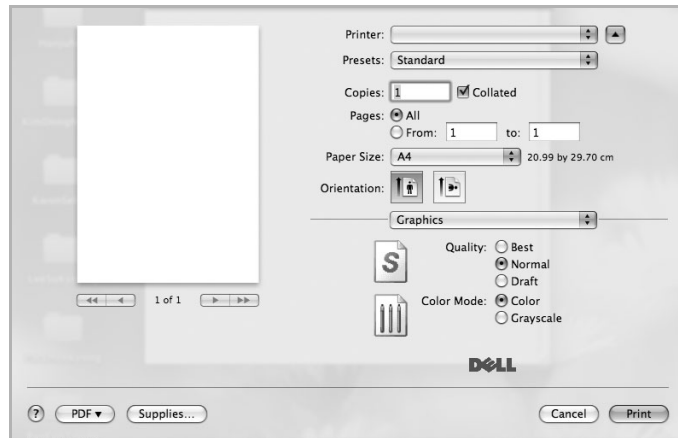 Printer:
Presets: Standard
Copies: 1 Collated
Pages: All
From: 1 to: 1
Paper Size: A4 20.99 by 29.70 cm
Orientation:
Graphics
S
Quality: Best
Normal
Draft
Color Mode: Color
Grayscale
1 of 1
DELL
? PDF Supplies... Cancel Print